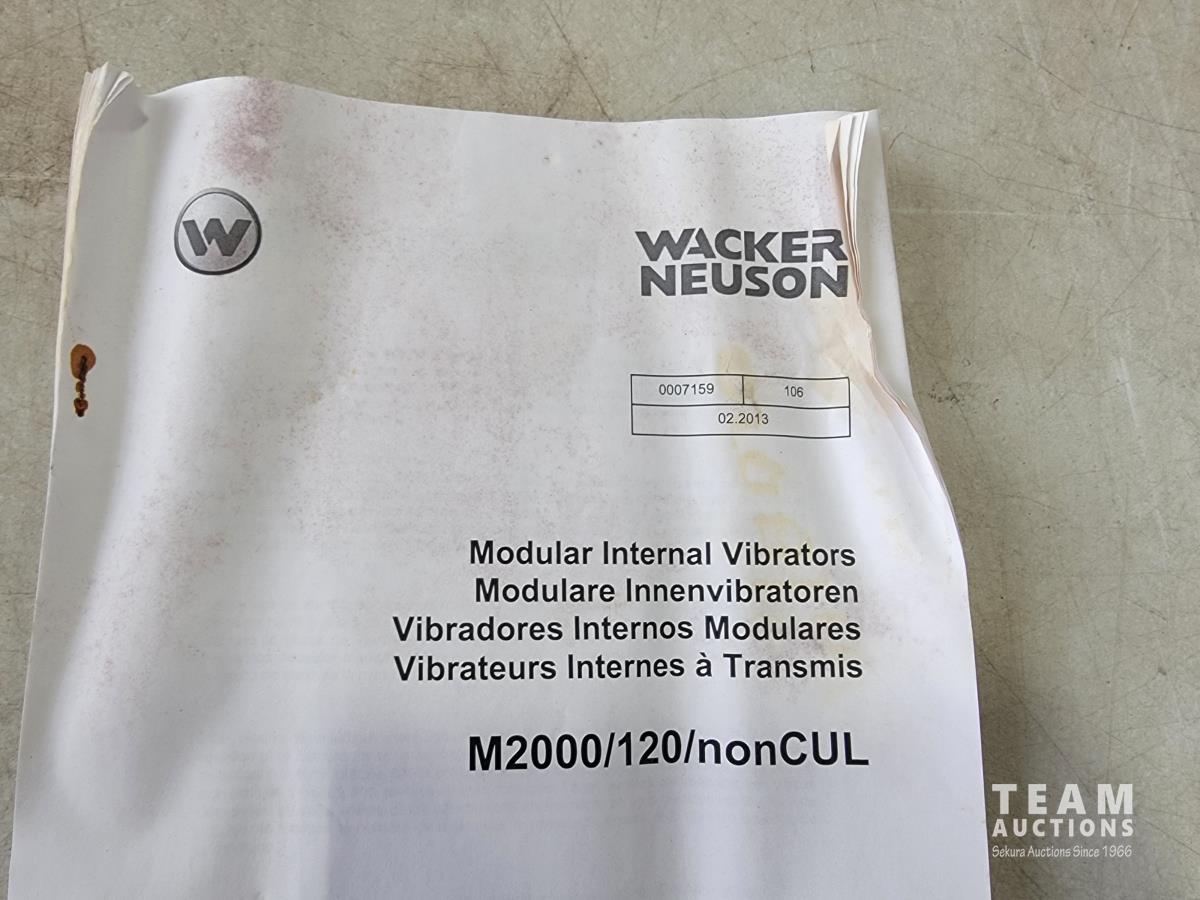 W
WACKER
NEUSON
0007159 106
02.2013
Modular Internal Vibrators
Modulare Innenvibratoren
Vibradores Internos Modulares
Vibrateurs Internes à Transmis
M2000/120/nonCUL
TEAM
AUCTIONS
Sekura Auctions Since 1966